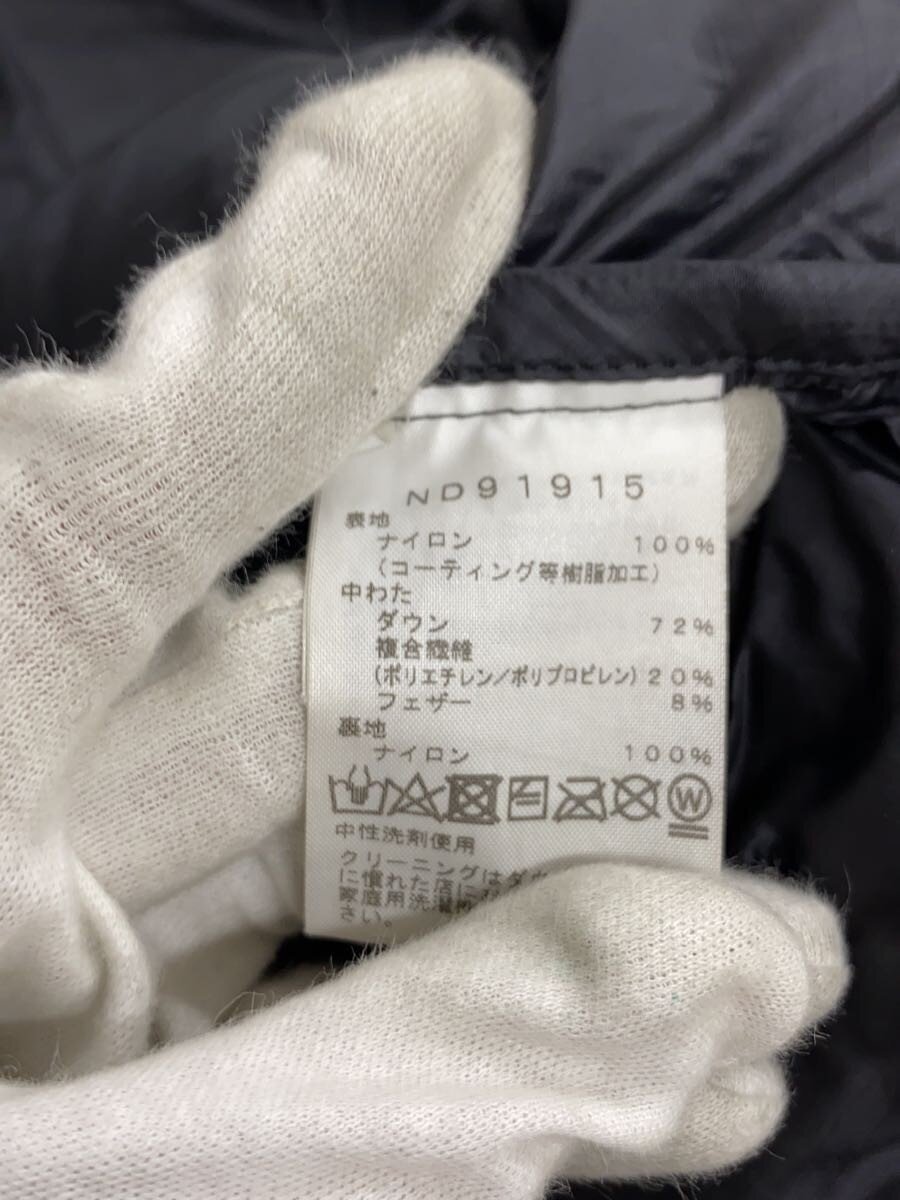 ND91915
表地
ナイロン 100%
(コーティング等樹脂加工)
中わた
ダウン 72%
複合繊維
(ポリエチレン/ポリプロピレン) 20%
フェザー 8%
裏地
ナイロン 100%
W
中性洗剤使用
クリーニングはダウ
に慣れた店に
家庭用洗濯
さい。